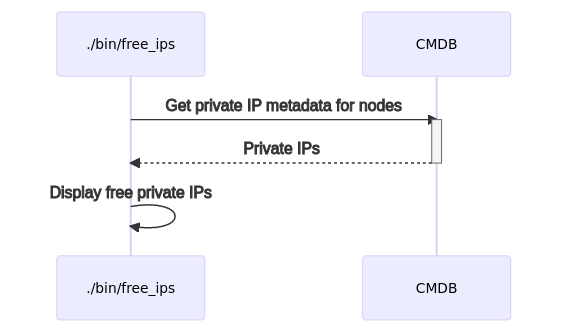 ./bin/free_ips
CMDB
Get private IP metadata for nodes
Private IPs
Display free private IPs
./bin/free_ips
CMDB